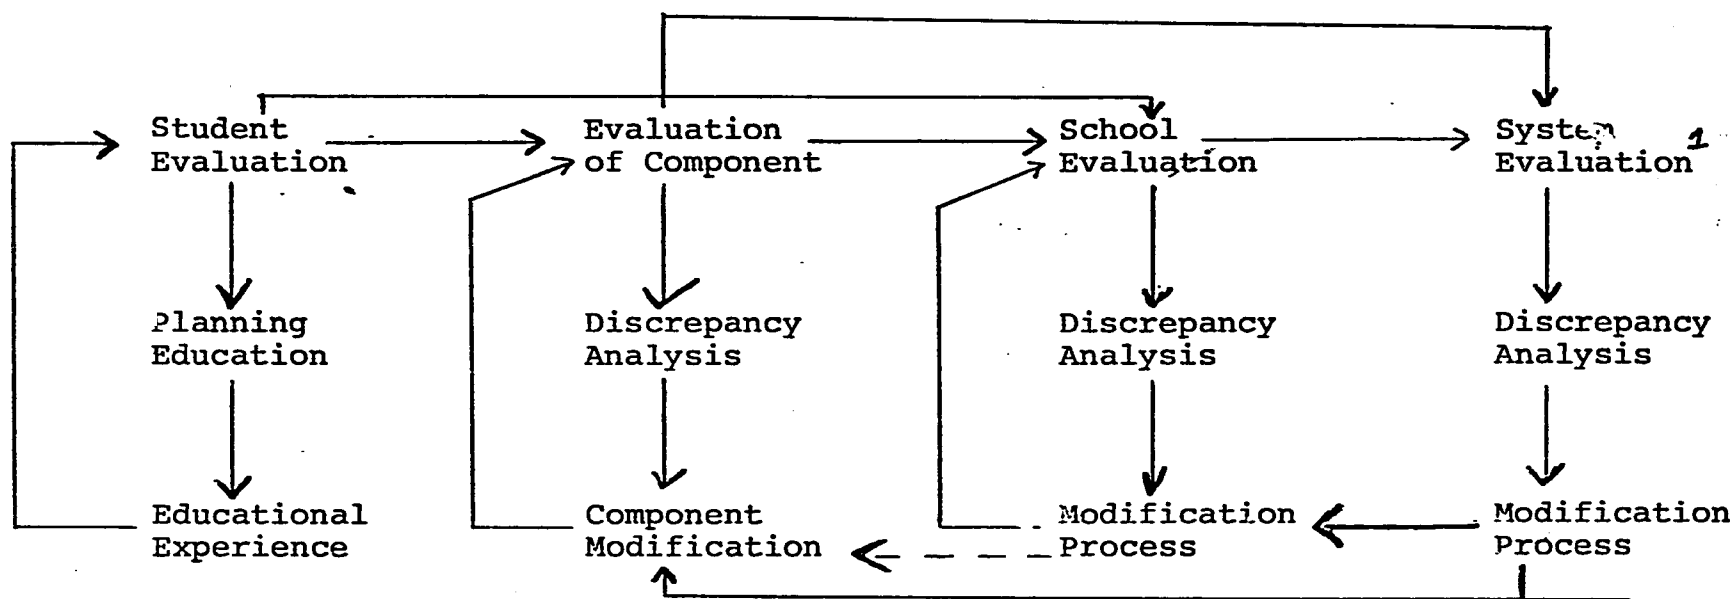 Student
Evaluation
Evaluation
of Component
School
Evaluation
System
Evaluation 1
Planning
Education
Discrepancy
Analysis
Discrepancy
Analysis
Discrepancy
Analysis
Educational
Experience
Component
Modification
Modification
Process
Modification
Process